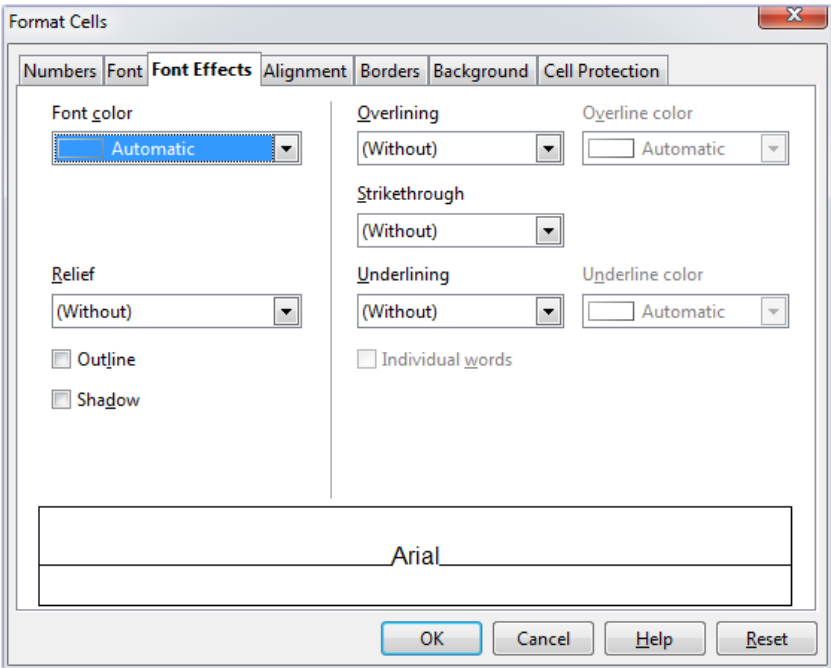 Format Cells
x
Numbers Font Font Effects Alignment Borders Background Cell Protection
Font color
Automatic
Overlining
Overline color
(Without)
Automatic
Strikethrough
(Without)
Relief
(Without)
Underlining
Underline color
(Without)
Automatic
Outline
Individual words
Shadow
Arial
OK Cancel Help Reset